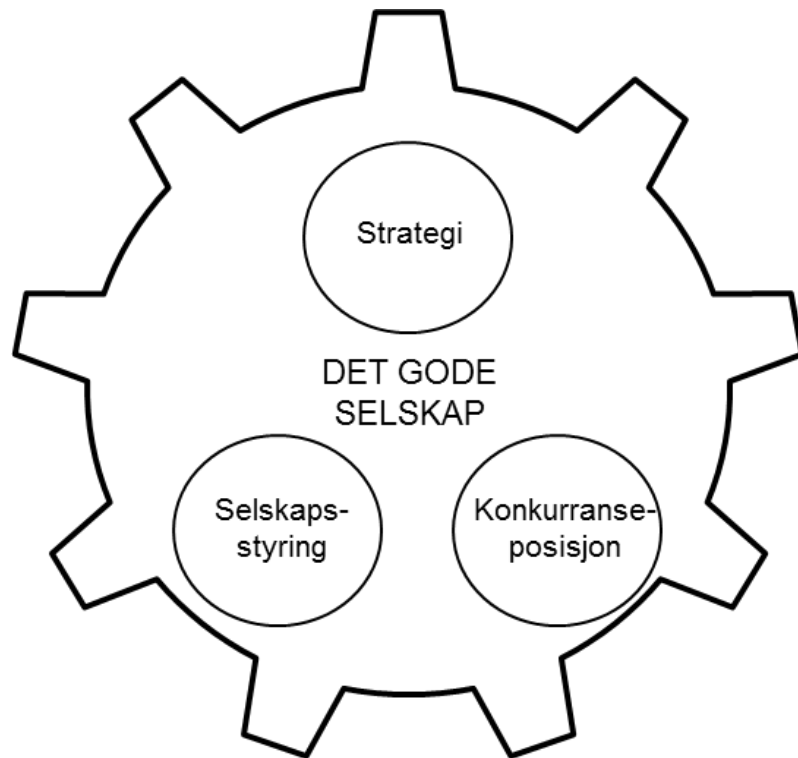 Strategi
DET GODE
SELSKAP
Selskaps-
styring
Konkurranse-
posisjon